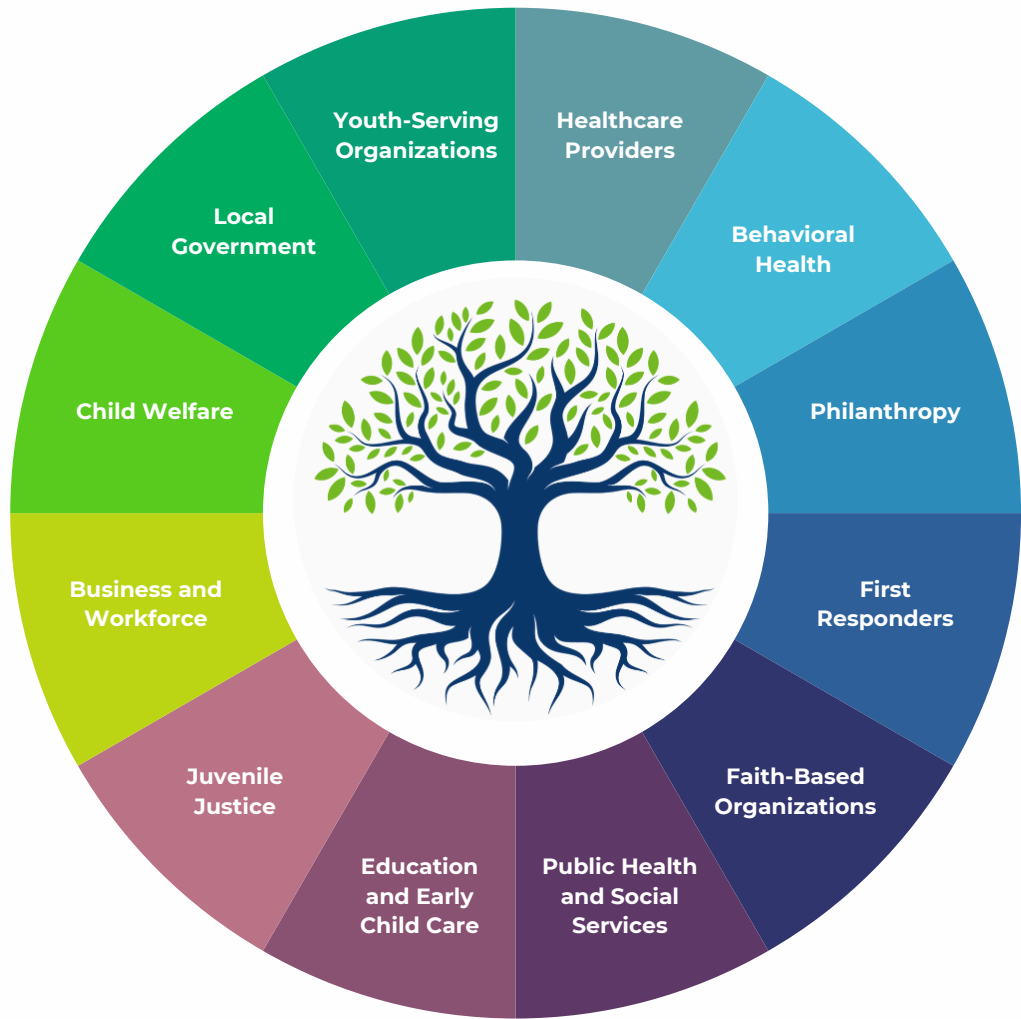 Youth-Serving
Organizations
Healthcare
Providers
Behavioral
Health
Philanthropy
First
Responders
Faith-Based
Organizations
Public Health
and Social
Services
Education
and Early
Child Care
Juvenile
Justice
Business and
Workforce
Child Welfare
Local
Government